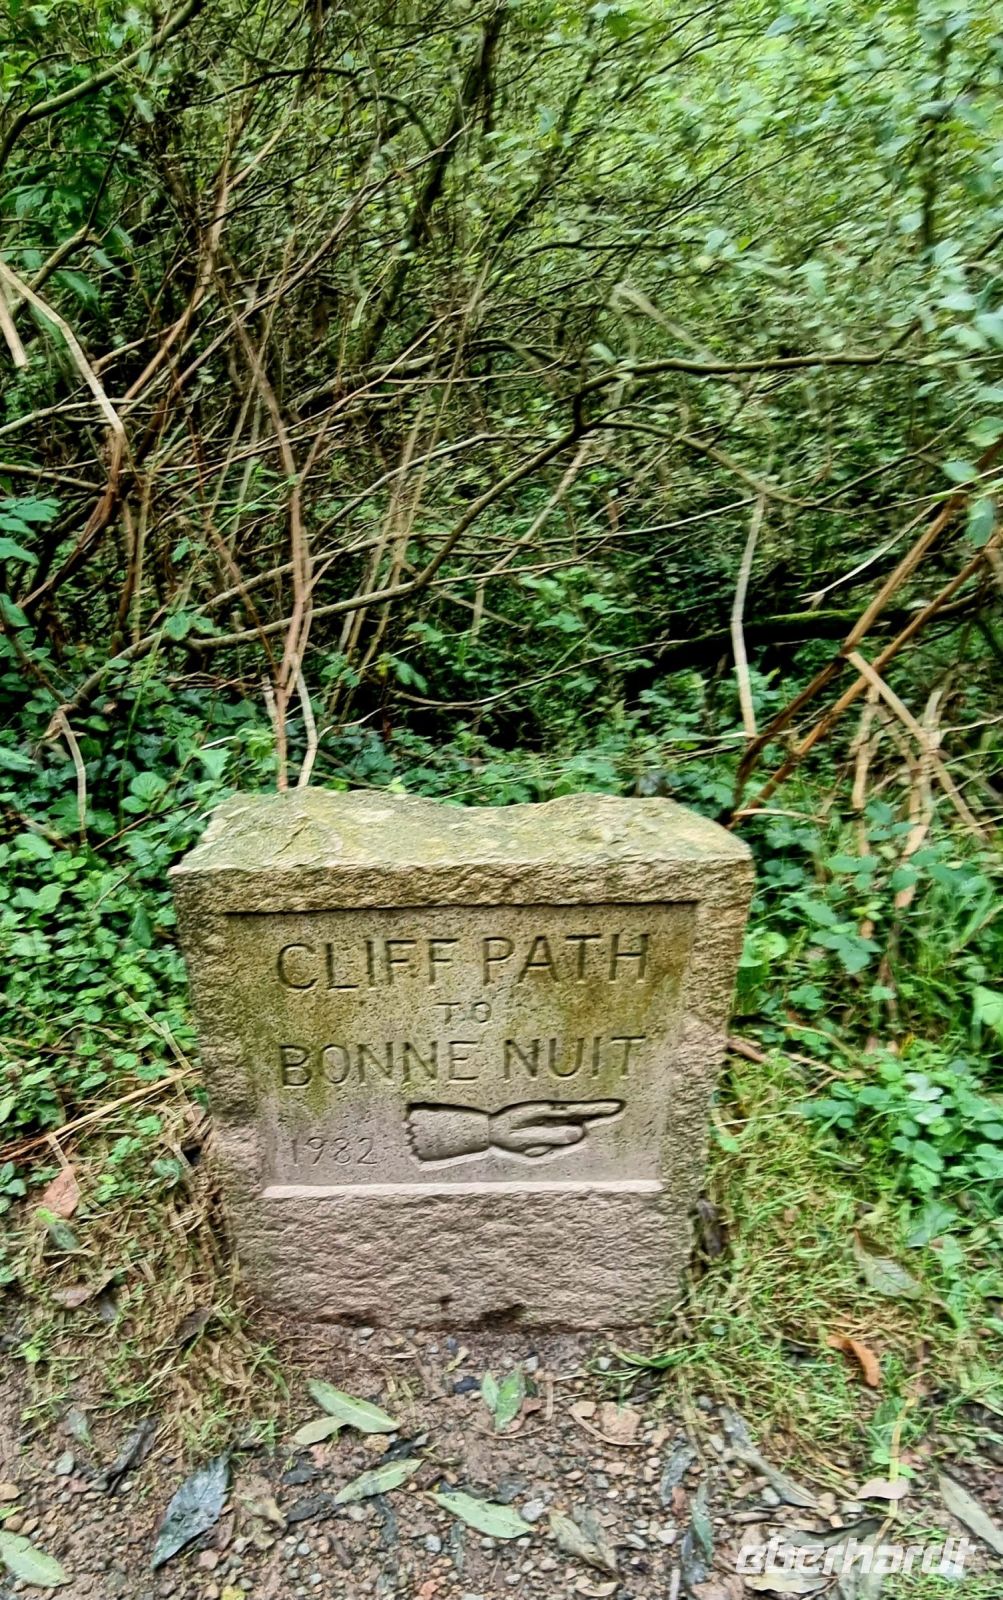 CLIFF PATH
TO
BONNE NUIT
1982
eberhardt